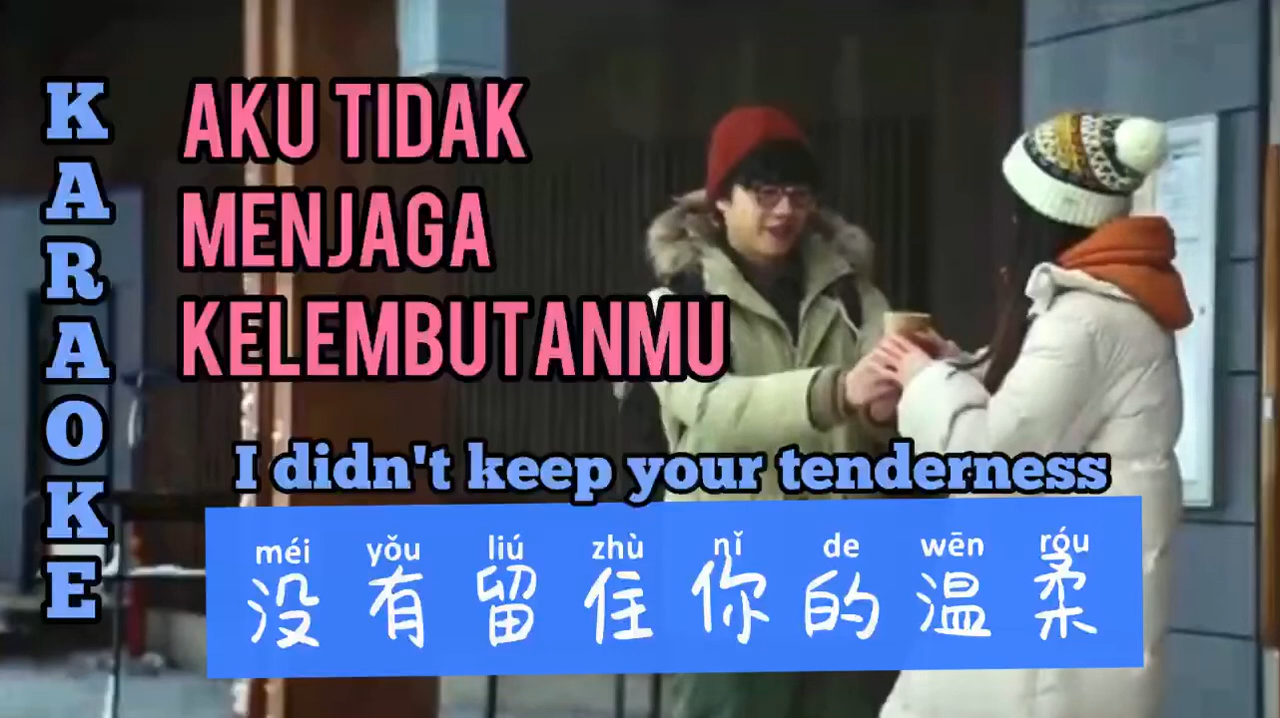 KARAOKE
AKU TIDAK
MENJAGA
KELEMBUTANMU
I didn't keep your tenderness
méi yǒu liú zhù nǐ de wēn róu
没有留住你的温柔